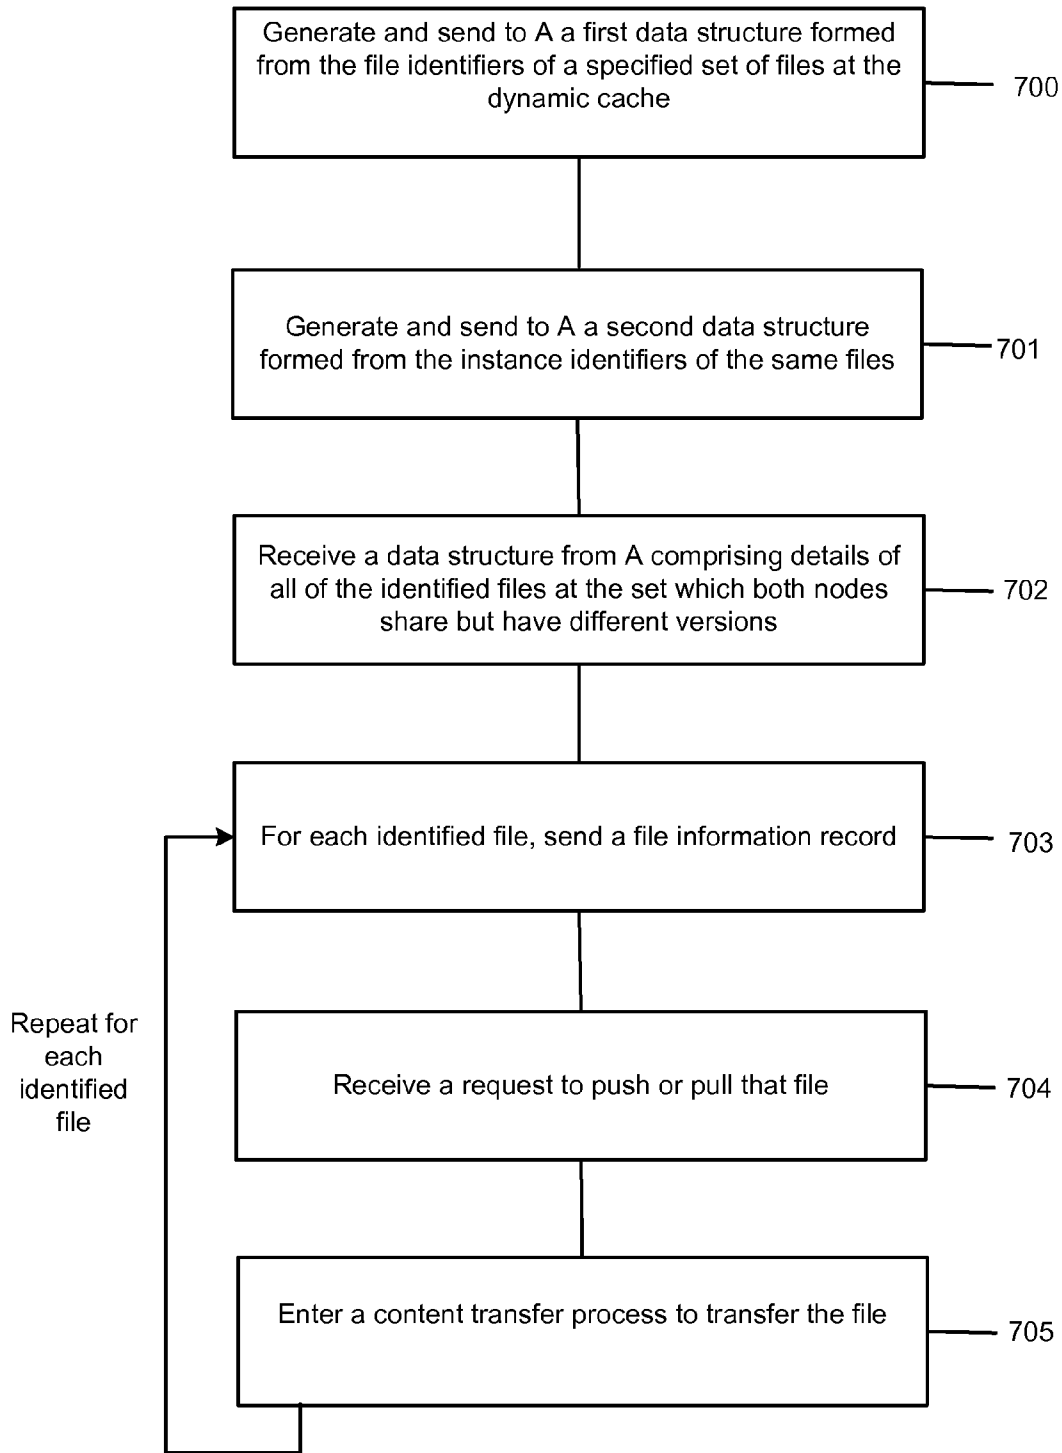 Generate and send to A a first data structure formed
from the file identifiers of a specified set of files at the
dynamic cache
700
Generate and send to A a second data structure
formed from the instance identifiers of the same files
701
Receive a data structure from A comprising details of
all of the identified files at the set which both nodes
share but have different versions
702
For each identified file, send a file information record
703
Repeat for
each
identified
file
Receive a request to push or pull that file
704
Enter a content transfer process to transfer the file
705